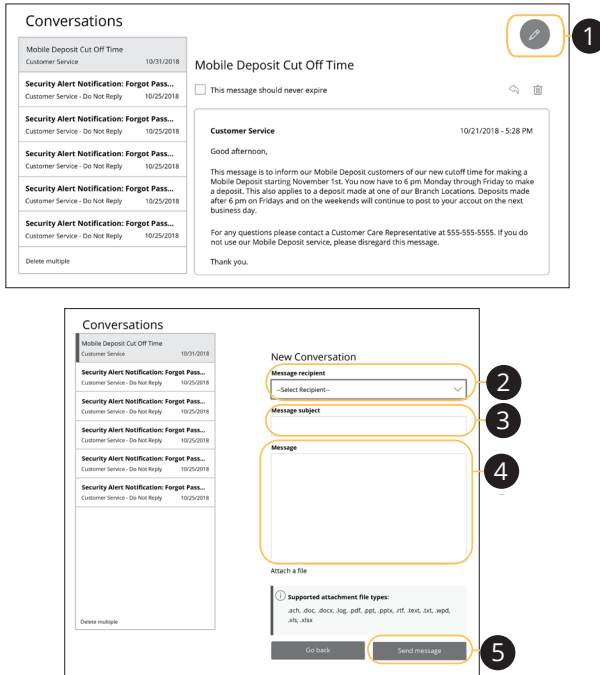 Conversations
Mobile Deposit Cut Off Time
Customer Service 10/31/2018
Security Alert Notification: Forgot Pass...
Customer Service - Do Not Reply 10/25/2018
Security Alert Notification: Forgot Pass...
Customer Service - Do Not Reply 10/25/2018
Security Alert Notification: Forgot Pass...
Customer Service - Do Not Reply 10/25/2018
Security Alert Notification: Forgot Pass...
Customer Service - Do Not Reply 10/25/2018
Security Alert Notification: Forgot Pass...
Customer Service - Do Not Reply 10/25/2018
Delete multiple
1
Mobile Deposit Cut Off Time
This message should never expire
Customer Service 10/21/2018 - 5:28 PM
Good afternoon,
This message is to inform our Mobile Deposit customers of our new cutoff time for making a
Mobile Deposit starting November 1st. You now have to 6 pm Monday through Friday to make
a deposit. This also applies to a deposit made at one of our Branch Locations. Deposits made
after 6 pm on Fridays and on the weekends will continue to post to your accout on the next
business day.
For any questions please contact a Customer Care Representative at 555-555-5555. If you do
not use our Mobile Deposit service, please disregard this message.
Thank you.
Conversations
Mobile Deposit Cut Off Time
Customer Service 10/31/2018
Security Alert Notification: Forgot Pass...
Customer Service - Do Not Reply 10/25/2018
Security Alert Notification: Forgot Pass...
Customer Service - Do Not Reply 10/25/2018
Security Alert Notification: Forgot Pass...
Customer Service - Do Not Reply 10/25/2018
Security Alert Notification: Forgot Pass...
Customer Service - Do Not Reply 10/25/2018
Security Alert Notification: Forgot Pass...
Customer Service - Do Not Reply 10/25/2018
Delete multiple
New Conversation
Message recipient
--Select Recipient--
2
Message subject
3
Message
4
Attach a file
Supported attachment file types:
.ach, .doc, .docx, .log, .pdf, .ppt, .pptx, .rtf, .text, .txt, .wpd,
.xls, .xlsx
Go back
Send message
5